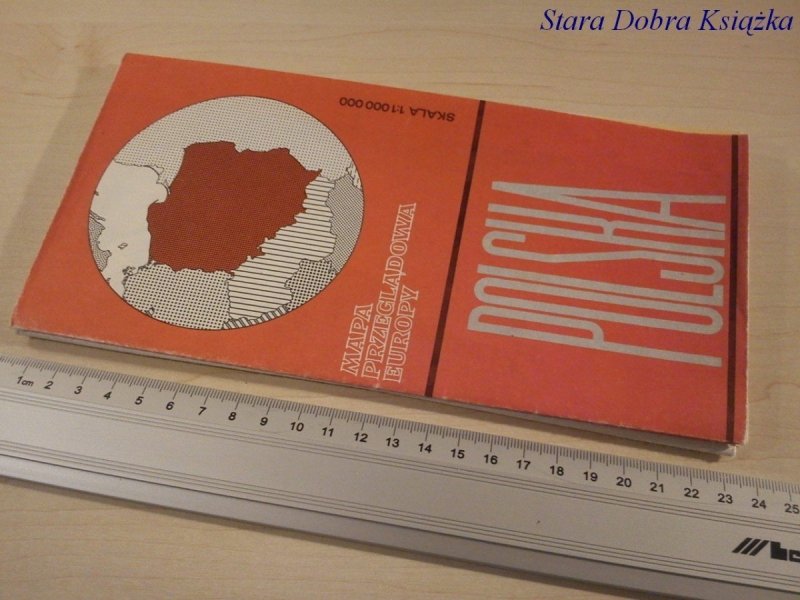 Stara Dobra Książka
POLSKA
SKALA 1:1 000 000
MAPA
PRZEGLĄDOWA
EUROPY
1cm 2 3 4 5 6 7 8 9 10 11 12 13 14 15 16 17 18 19 20 21 22 23 24 25